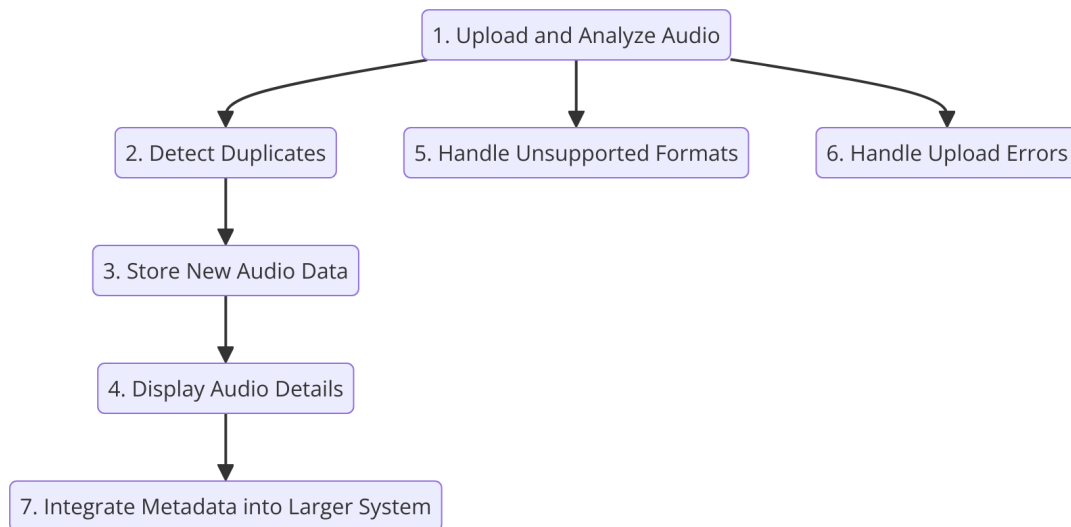 1. Upload and Analyze Audio
2. Detect Duplicates
5. Handle Unsupported Formats
6. Handle Upload Errors
3. Store New Audio Data
4. Display Audio Details
7. Integrate Metadata into Larger System